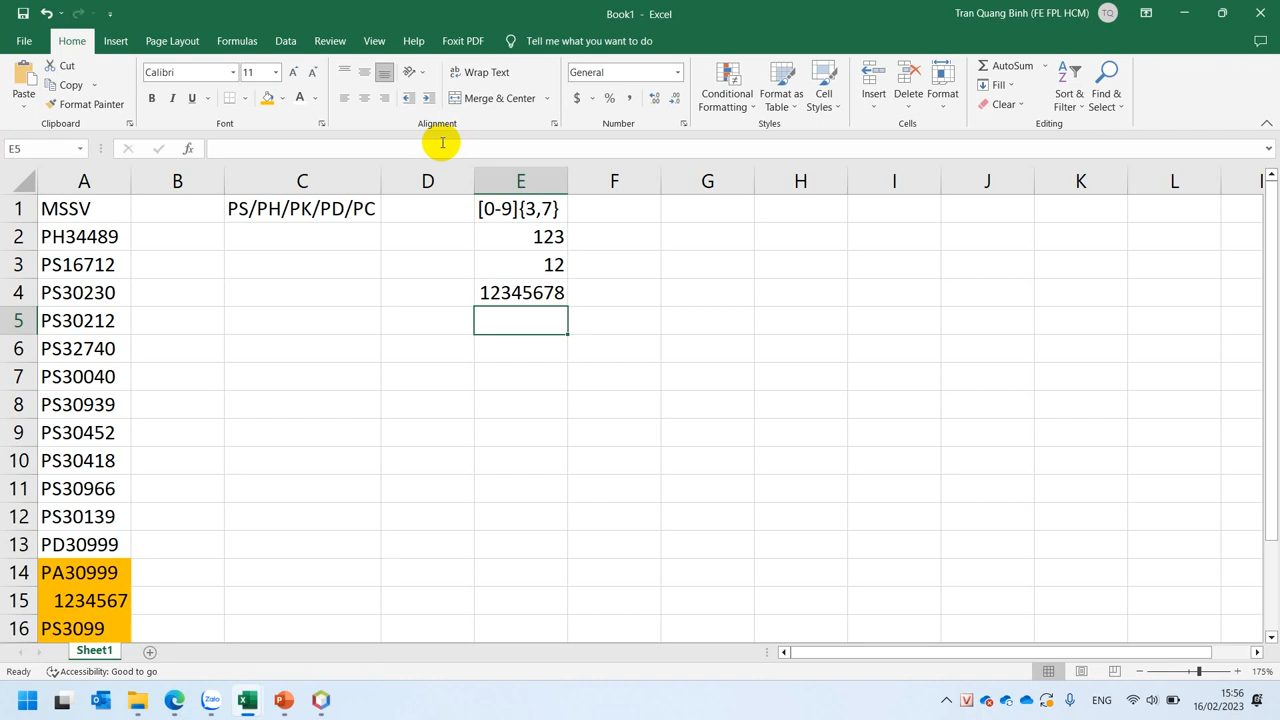 Book1 - Excel
Tran Quang Binh (FE FPL HCM)
TQ
File
Home
Insert
Page Layout
Formulas
Data
Review
View
Help
Foxit PDF
Tell me what you want to do
Paste
Cut
Copy
Format Painter
Clipboard
Calibri
11
B I U
Font
Wrap Text
Merge & Center
Alignment
General
$ % ,
Number
Conditional Formatting
Format as Table
Cell Styles
Styles
Insert
Delete
Format
Cells
AutoSum
Fill
Clear
Sort & Filter
Find & Select
Editing
E5
fx
A B C D E F G H I J K L
1 MSSV PS/PH/PK/PD/PC [0-9]{3,7}
2 PH34489 123
3 PS16712 12
4 PS30230 12345678
5 PS30212
6 PS32740
7 PS30040
8 PS30939
9 PS30452
10 PS30418
11 PS30966
12 PS30139
13 PD30999
14 PA30999
15 1234567
16 PS3099
Sheet1
Ready
Accessibility: Good to go
175%
Zalo
ENG
15:56
16/02/2023